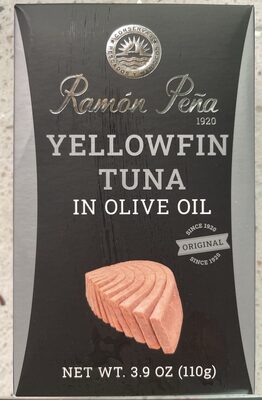 Ramón Peña
1920
YELLOWFIN
TUNA
IN OLIVE OIL
SINCE 1920
ORIGINAL
SINCE 1920
NET WT. 3.9 OZ (110g)